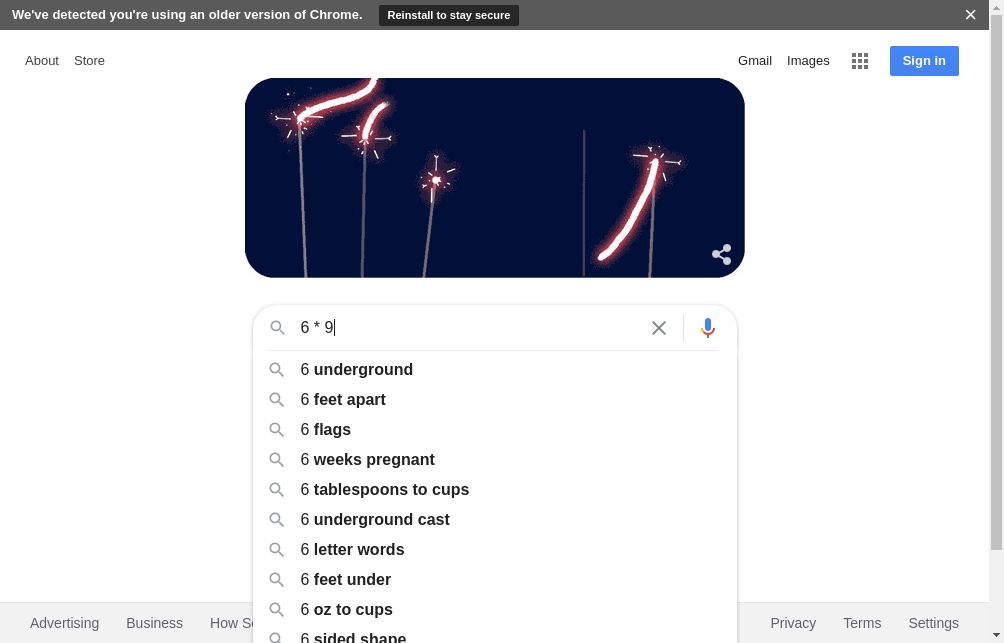 We've detected you're using an older version of Chrome. Reinstall to stay secure
About Store Gmail Images Sign in
6 * 9
6 underground
6 feet apart
6 flags
6 weeks pregnant
6 tablespoons to cups
6 underground cast
6 letter words
6 feet under
6 oz to cups
6 sided shape
Advertising Business How Privacy Terms Settings